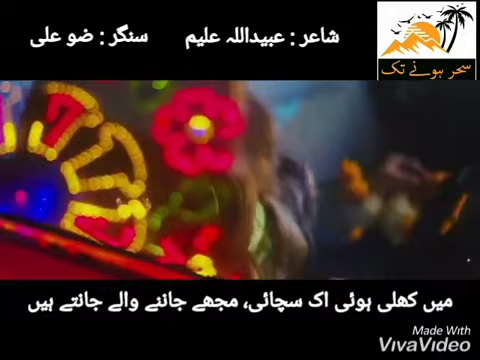 شاعر : عبیداللہ علیم سنگر : ضو علی
سحر ہونے تک
میں کھلی ہوئی اک سچائی، مجھے جاننے والے جانتے ہیں
Made With
VivaVideo